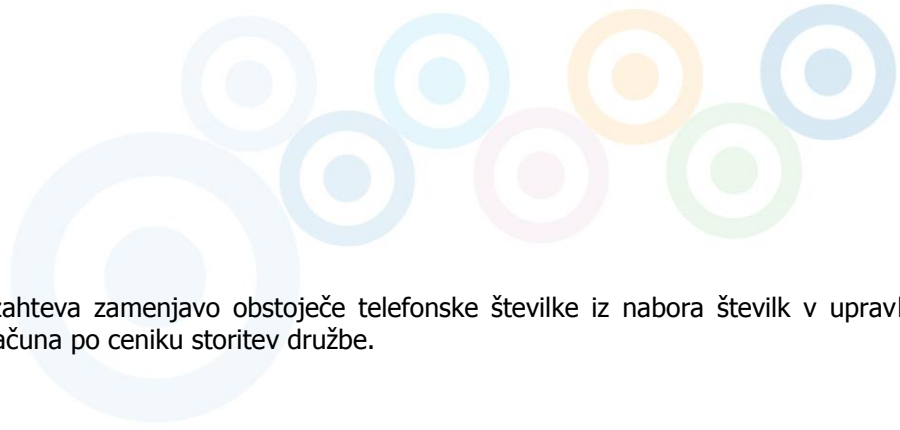 zahteva zamenjavo obstoječe telefonske številke iz nabora številk v upravl
ačuna po ceniku storitev družbe.